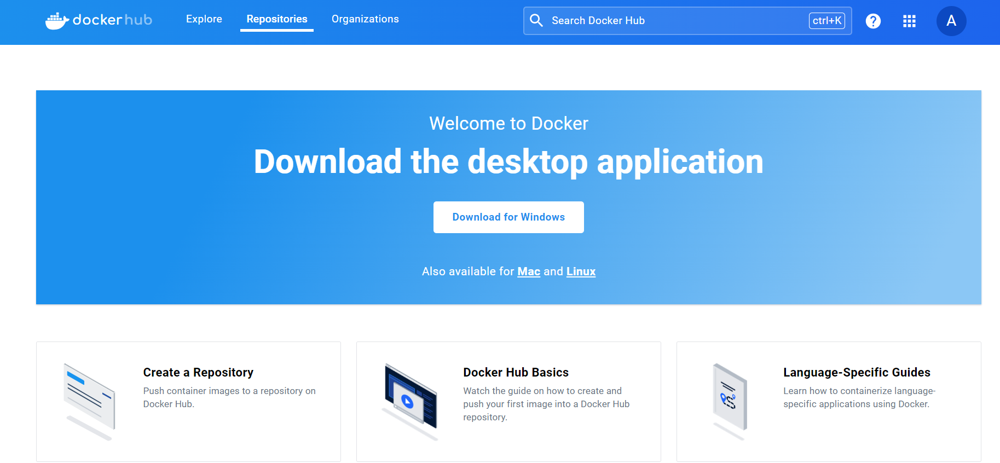 dockerhub
Explore
Repositories
Organizations
Search Docker Hub
ctrl+K
?
A
Welcome to Docker
Download the desktop application
Download for Windows
Also available for Mac and Linux
Create a Repository
Push container images to a repository on
Docker Hub.
Docker Hub Basics
Watch the guide on how to create and
push your first image into a Docker Hub
repository.
Language-Specific Guides
Learn how to containerize language-
specific applications using Docker.